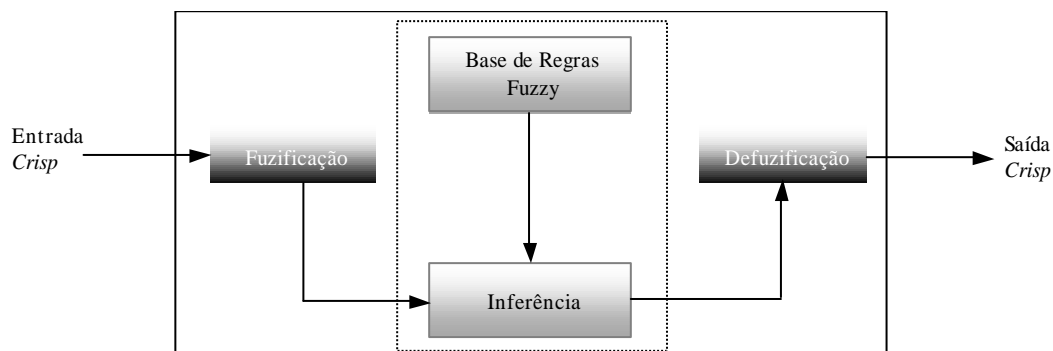 Base de Regras
Fuzzy
Entrada
Crisp
Fuzificação
Defuzificação
Saída
Crisp
Inferência